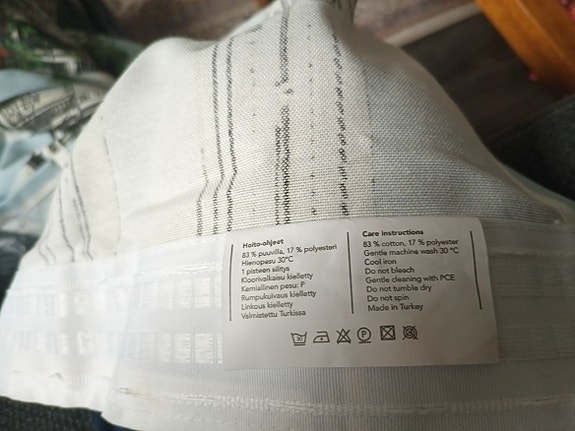 Hoito-ohjeet
83 % puuvilla, 17 % polyesteri
Hienopesu 30°C
1 pisteen silitys
Kloorivalkaisu kielletty
Kemiallinen pesu: P
Rumpukuivaus kielletty
Linkous kielletty
Valmistettu Turkissa
Care instructions
83 % cotton, 17 % polyester
Gentle machine wash 30 °C
Cool iron
Do not bleach
Gentle cleaning with PCE
Do not tumble dry
Do not spin
Made in Turkey
30
P